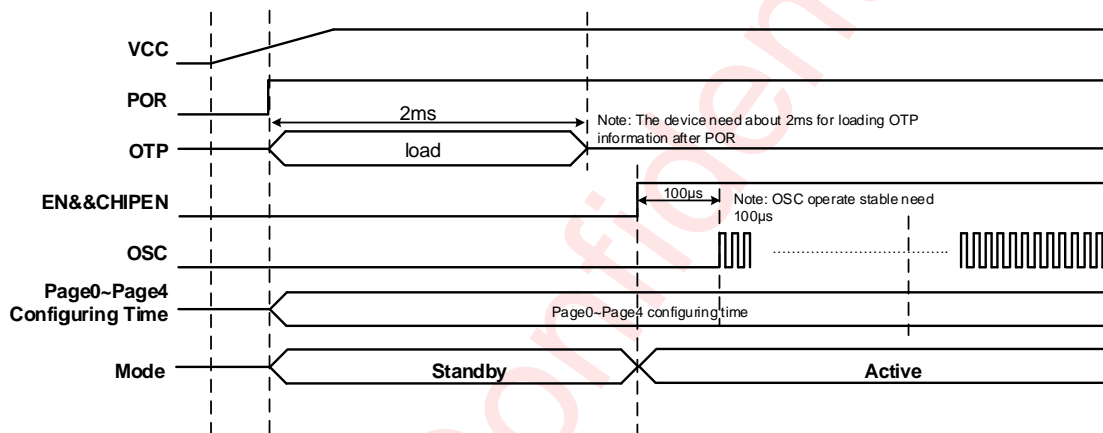 VCC
POR
2ms
Note: The device need about 2ms for loading OTP
information after POR
OTP
load
EN&&CHIPEN
100μs
Note: OSC operate stable need
100μs
OSC
Page0~Page4
Configuring Time
Page0~Page4 configuring time
Mode
Standby
Active